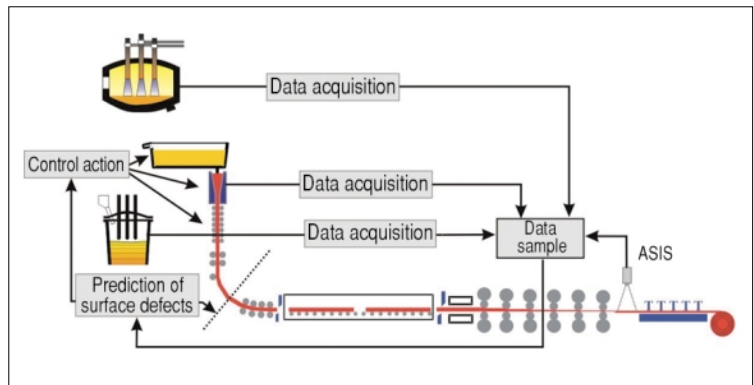 Data acquisition
Control action
Data acquisition
Data acquisition
Data
sample
ASIS
Prediction of
surface defects